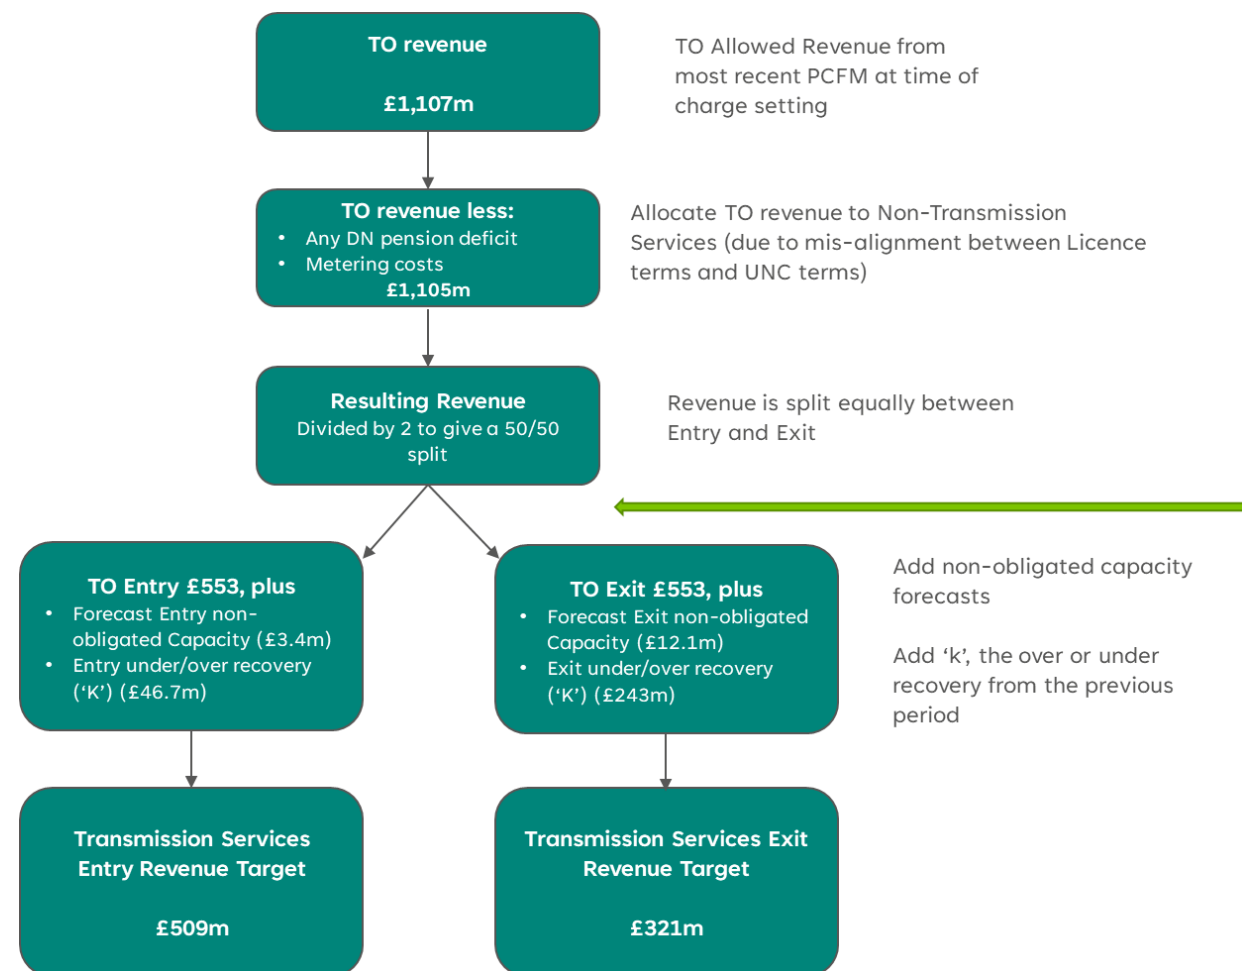 TO revenue
£1,107m
TO Allowed Revenue from
most recent PCFM at time of
charge setting
TO revenue less:
• Any DN pension deficit
• Metering costs
£1,105m
Allocate TO revenue to Non-Transmission
Services (due to mis-alignment between Licence
terms and UNC terms)
Resulting Revenue
Divided by 2 to give a 50/50
split
Revenue is split equally between
Entry and Exit
TO Entry £553, plus
• Forecast Entry non-
obligated Capacity (£3.4m)
• Entry under/over recovery
(‘K’) (£46.7m)
TO Exit £553, plus
• Forecast Exit non-obligated
Capacity (£12.1m)
• Exit under/over recovery
(‘K’) (£243m)
Add non-obligated capacity
forecasts
Add ‘k’, the over or under
recovery from the previous
period
Transmission Services
Entry Revenue Target
£509m
Transmission Services Exit
Revenue Target
£321m